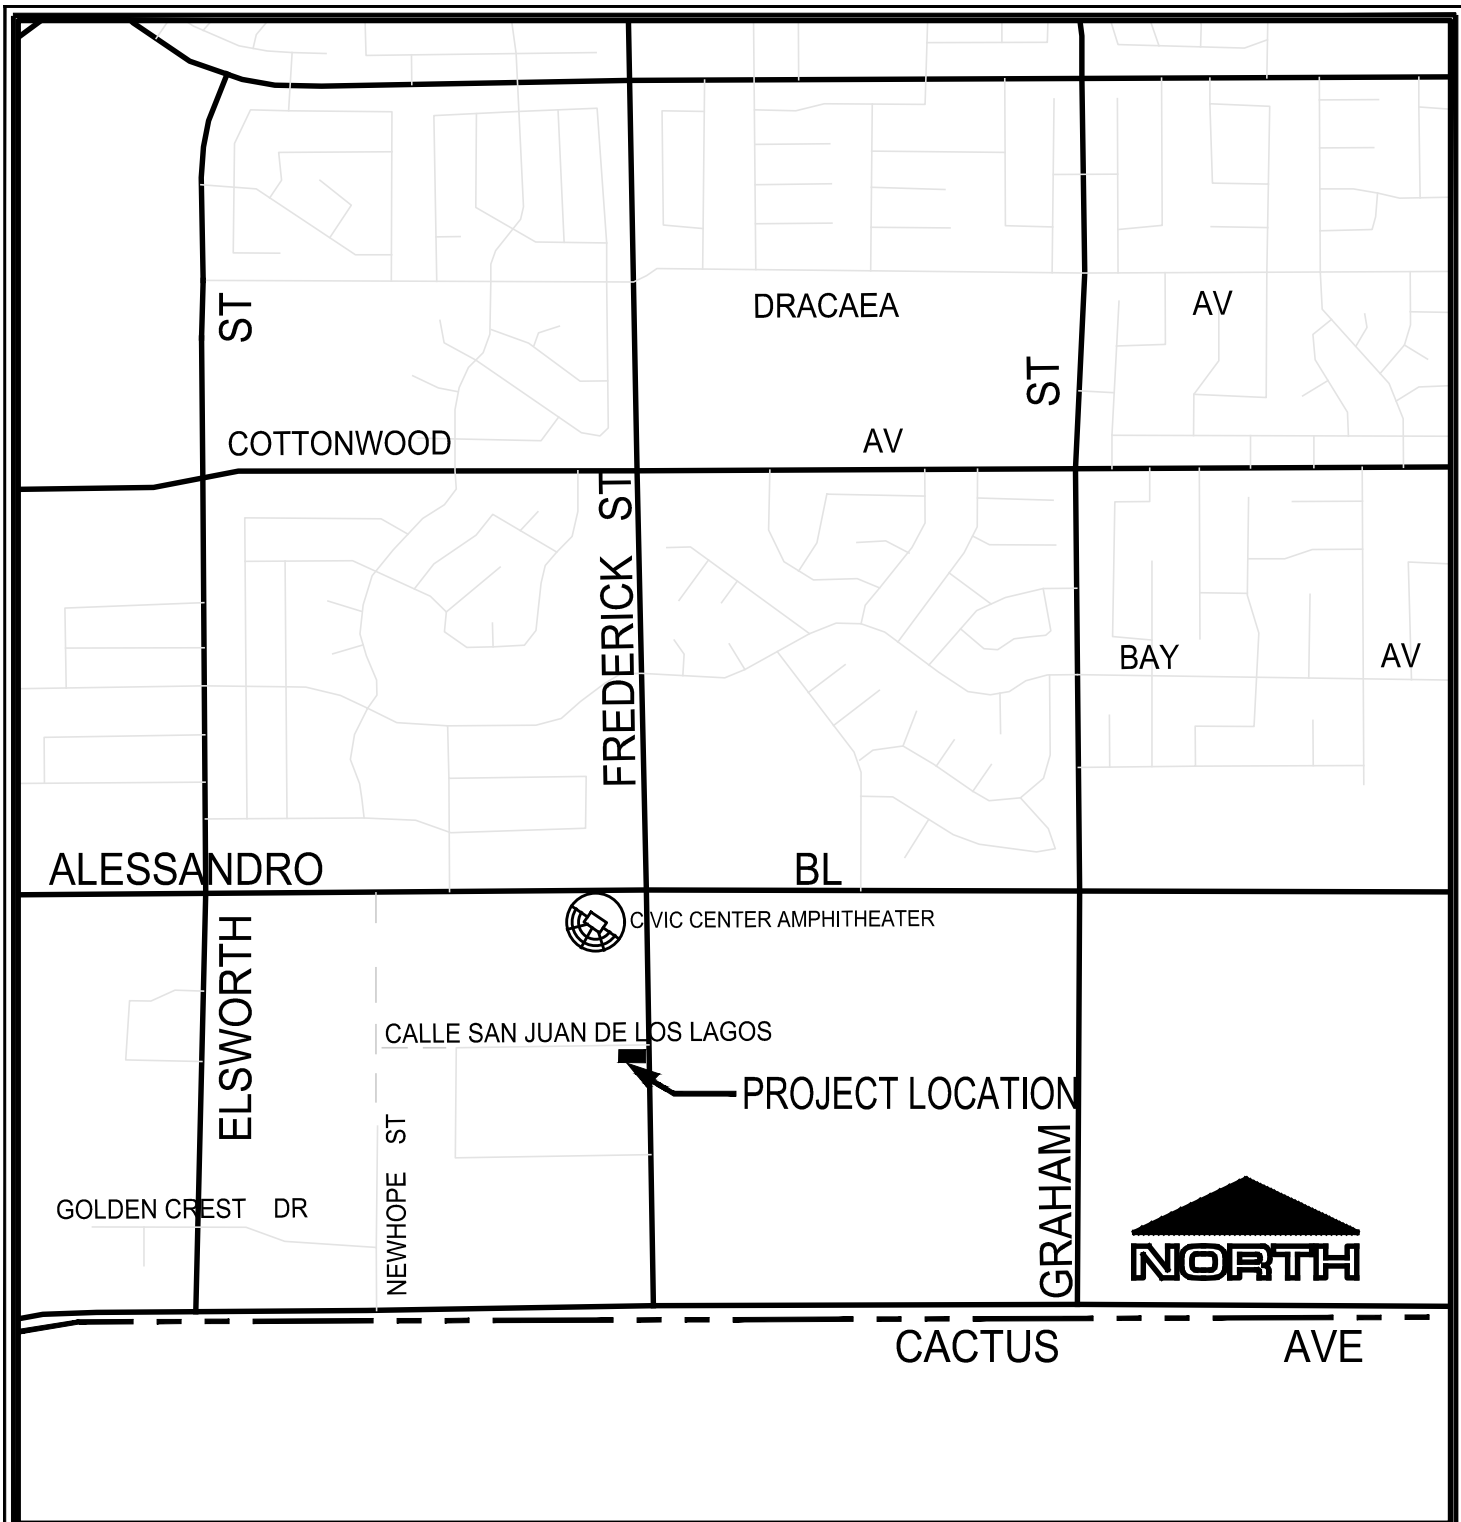 DRACAEA AV
ST
ST
COTTONWOOD AV
FREDERICK ST
BAY AV
ALESSANDRO BL
CIVIC CENTER AMPHITHEATER
ELSWORTH
CALLE SAN JUAN DE LOS LAGOS
PROJECT LOCATION
NEWHOPE ST
GRAHAM
GOLDEN CREST DR
NORTH
CACTUS AVE